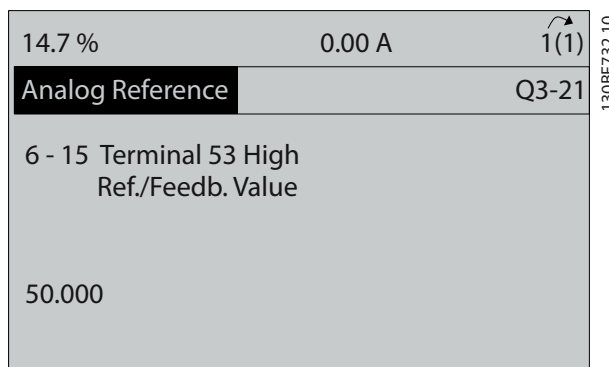 14.7 % 0.00 A 1(1)
Analog Reference Q3-21
6 - 15 Terminal 53 High
Ref./Feedb. Value
50.000
130BF732.10